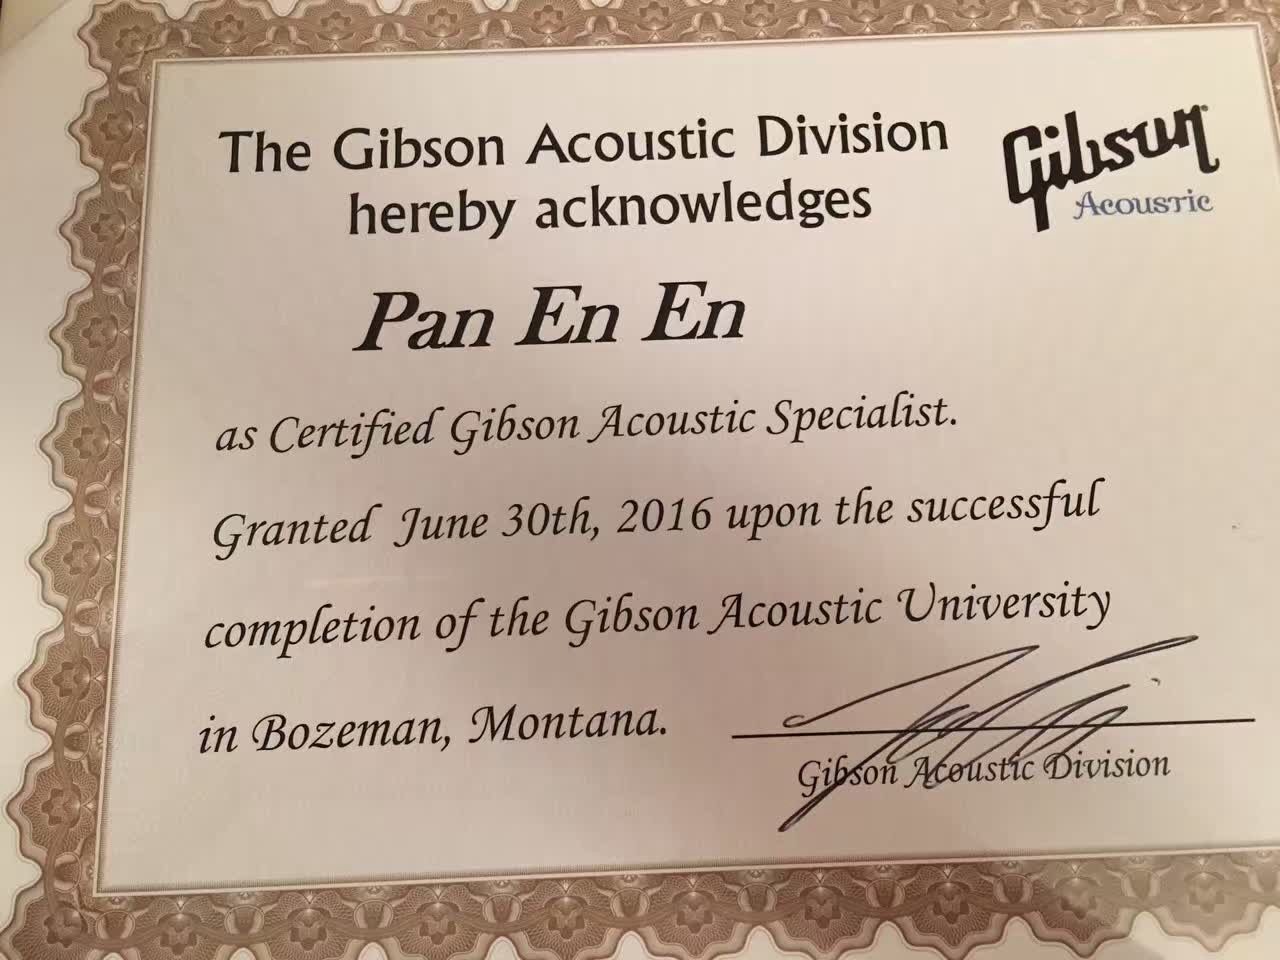 The Gibson Acoustic Division
hereby acknowledges
Gibson
Acoustic
Pan En En
as Certified Gibson Acoustic Specialist.
Granted June 30th, 2016 upon the successful
completion of the Gibson Acoustic University
in Bozeman, Montana.
Gibson Acoustic Division